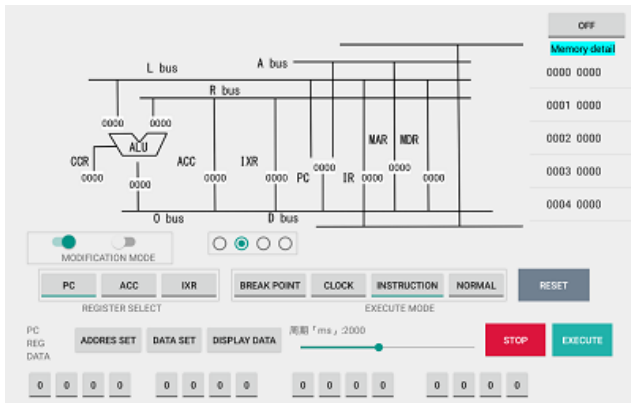 OFF
Memory detail
0000 0000
0001 0000
0002 0000
0003 0000
0004 0000
A bus
L bus
R bus
0000 0000
ALU
CCR
0000
0000
ACC
0000
IXR
0000
PC
0000
IR
0000
MAR
0000
MDR
0000
O bus
D bus
MODIFICATION MODE
PC ACC IXR
REGISTER SELECT
BREAK POINT CLOCK INSTRUCTION NORMAL
EXECUTE MODE
RESET
PC
REG
DATA
ADDRES SET DATA SET DISPLAY DATA
周期「ms」:2000
STOP EXECUTE
0 0 0 0 0 0 0 0 0 0 0 0 0 0 0 0